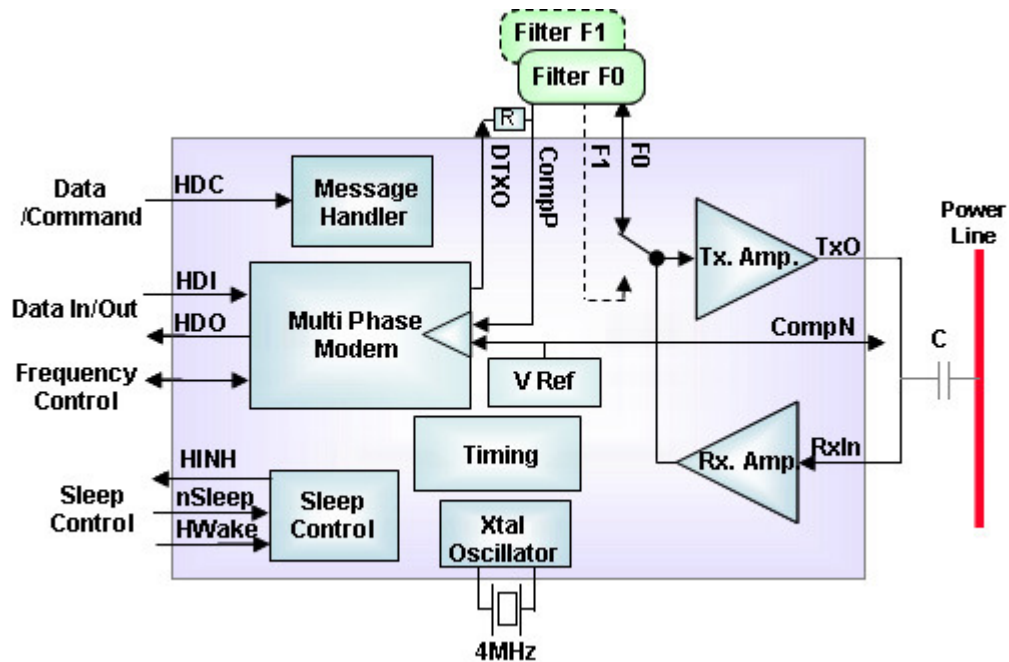 Filter F1
Filter F0
R
DTXO
CompP
F1
F0
Data
/Command
HDC
Message
Handler
Power
Line
Tx. Amp.
TxO
HDI
Data In/Out
HDO
Multi Phase
Modem
CompN
C
V Ref
Frequency
Control
Timing
Rx. Amp.
RxIn
HINH
Sleep
Control
nSleep
HWake
Sleep
Control
Xtal
Oscillator
4MHz